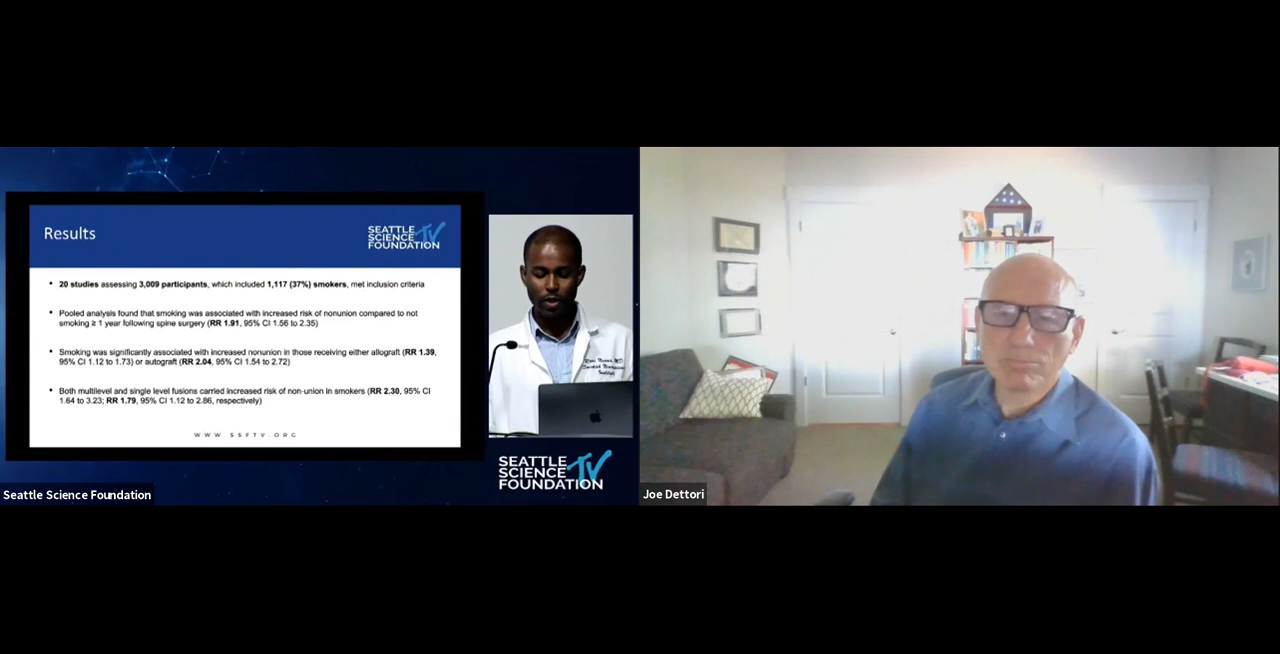 Results
SEATTLE
SCIENCE TV
FOUNDATION
• 20 studies assessing 3,009 participants, which included 1,117 (37%) smokers, met inclusion criteria
• Pooled analysis found that smoking was associated with increased risk of nonunion compared to not
smoking ≥ 1 year following spine surgery (RR 1.91, 95% CI 1.56 to 2.35)
• Smoking was significantly associated with increased nonunion in those receiving either allograft (RR 1.39,
95% CI 1.12 to 1.73) or autograft (RR 2.04, 95% CI 1.54 to 2.72)
• Both multilevel and single level fusions carried increased risk of non-union in smokers (RR 2.30, 95% CI
1.64 to 3.23; RR 1.79, 95% CI 1.12 to 2.86, respectively)
WWW.SSFTV.ORG
SEATTLE
SCIENCE TV
FOUNDATION
Seattle Science Foundation
Joe Dettori